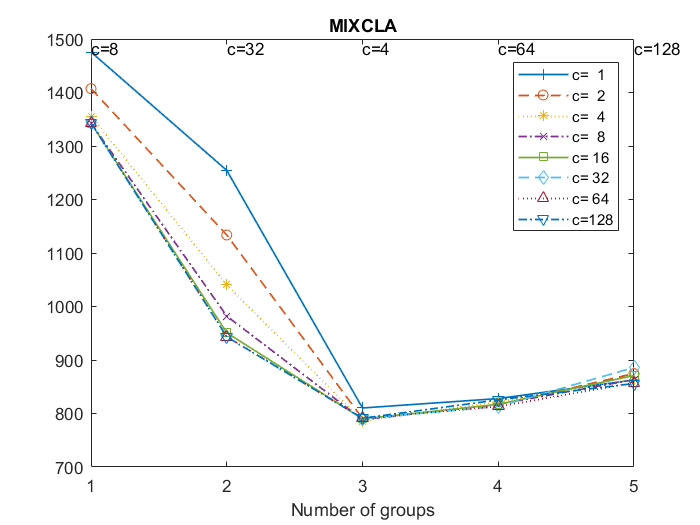 MIXCLA
1500
c=8
c=32
c=4
c=64
c=128
c= 1
c= 2
c= 4
c= 8
c= 16
c= 32
c= 64
c=128
1400
1300
1200
1100
1000
900
800
700
1 2 3 4 5
Number of groups